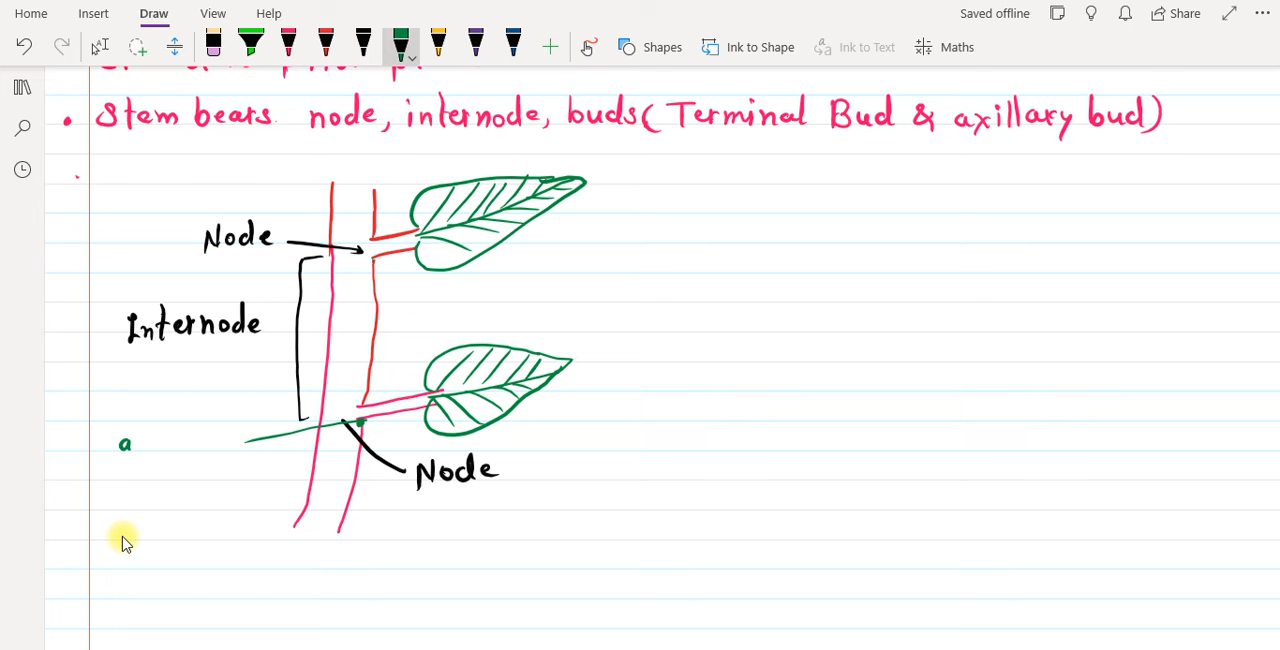 Home Insert Draw View Help Saved offline Share
Shapes Ink to Shape Ink to Text Maths
• Stem bears node, internode, buds (Terminal Bud & axillary bud)
Node
Internode
a
Node